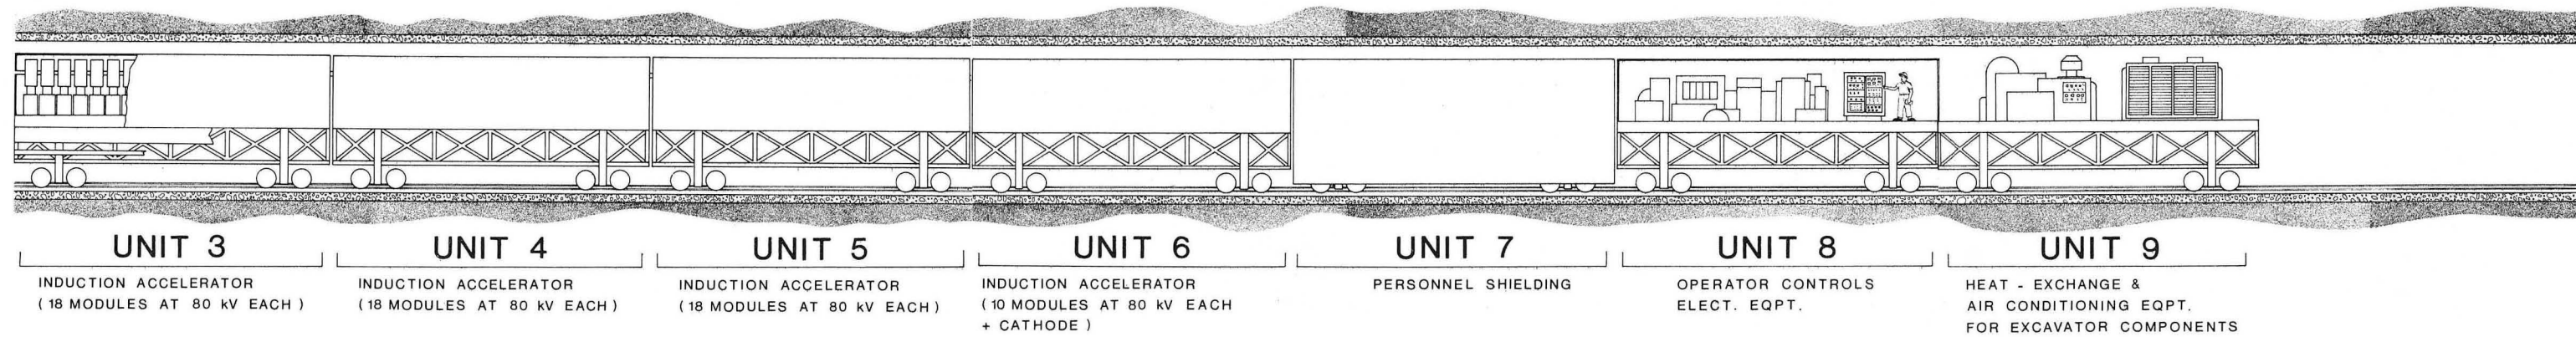 UNIT 3
INDUCTION ACCELERATOR
( 18 MODULES AT 80 kV EACH )
UNIT 4
INDUCTION ACCELERATOR
(18 MODULES AT 80 kV EACH )
UNIT 5
INDUCTION ACCELERATOR
(18 MODULES AT 80 kV EACH )
UNIT 6
INDUCTION ACCELERATOR
( 10 MODULES AT 80 kV EACH
+ CATHODE )
UNIT 7
PERSONNEL SHIELDING
UNIT 8
OPERATOR CONTROLS
ELECT. EQPT.
UNIT 9
HEAT - EXCHANGE &
AIR CONDITIONING EQPT.
FOR EXCAVATOR COMPONENTS